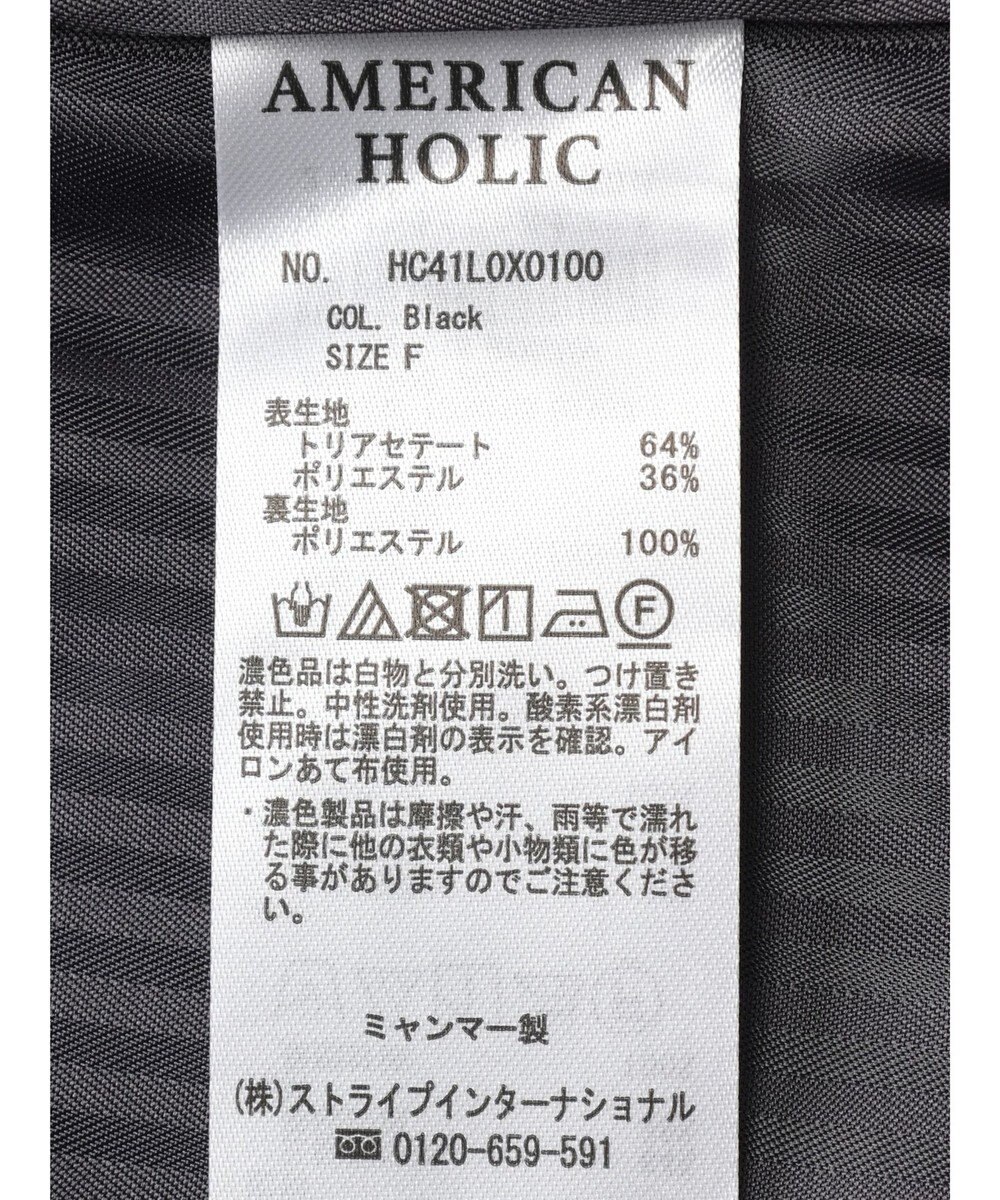 AMERICAN
HOLIC
NO. HC41L0X0100
COL. Black
SIZE F
表生地
トリアセテート 64%
ポリエステル 36%
裏生地
ポリエステル 100%
F
濃色品は白物と分別洗い。つけ置き
禁止。中性洗剤使用。酸素系漂白剤
使用時は漂白剤の表示を確認。アイ
ロンあて布使用。
・濃色製品は摩擦や汗、雨等で濡れ
た際に他の衣類や小物類に色が移
る事がありますのでご注意くださ
い。
ミャンマー製
(株)ストライプインターナショナル
0120-659-591